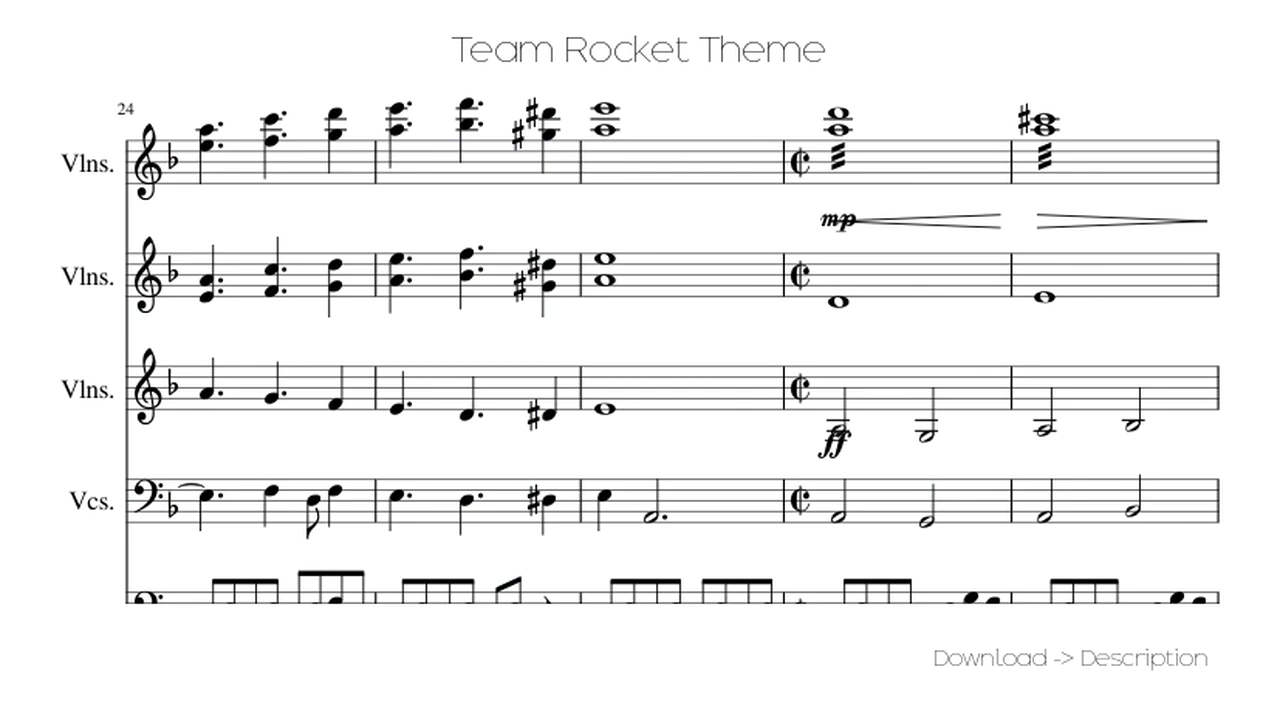 Team Rocket Theme
24
Vlns.
mp
Vlns.
Vlns.
ff
Vcs.
Download -> Description